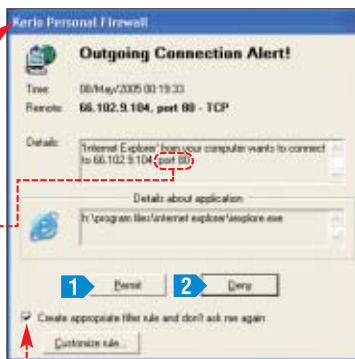 Kerio Personal Firewall
Outgoing Connection Alert!
Time: 08/May/2005 00:19:33
Remote: 66.102.9.104, port 80 - TCP
Details: 'Internet Explorer' from your computer wants to connect
to 66.102.9.104, port 80
Details about application
h:\program files\internet explorer\iexplore.exe
1 Permit 2 Deny
Create appropriate filter rule and don't ask me again
Customize rule...